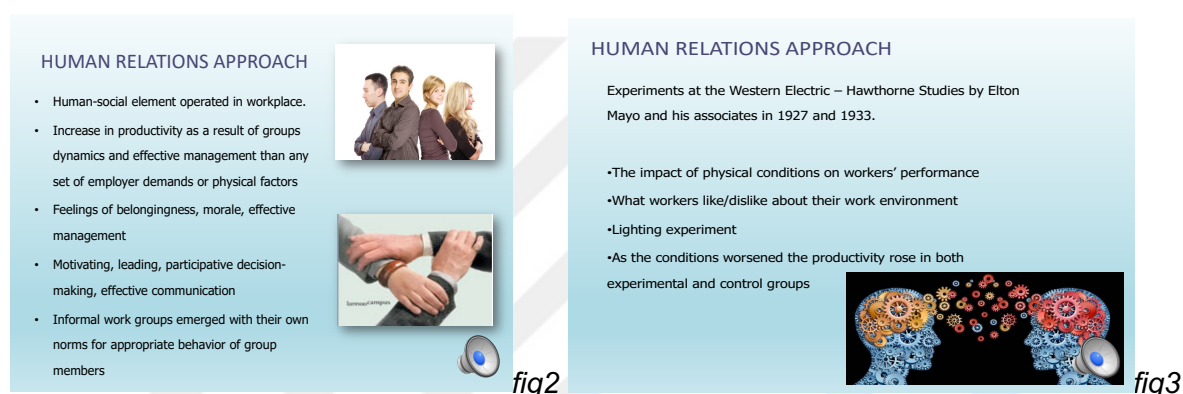 HUMAN RELATIONS APPROACH
• Human-social element operated in workplace.
• Increase in productivity as a result of groups
dynamics and effective management than any
set of employer demands or physical factors
• Feelings of belongingness, morale, effective
management
• Motivating, leading, participative decision-
making, effective communication
• Informal work groups emerged with their own
norms for appropriate behavior of group
members
fig2
HUMAN RELATIONS APPROACH
Experiments at the Western Electric – Hawthorne Studies by Elton
Mayo and his associates in 1927 and 1933.
•The impact of physical conditions on workers’ performance
•What workers like/dislike about their work environment
•Lighting experiment
•As the conditions worsened the productivity rose in both
experimental and control groups
fig3